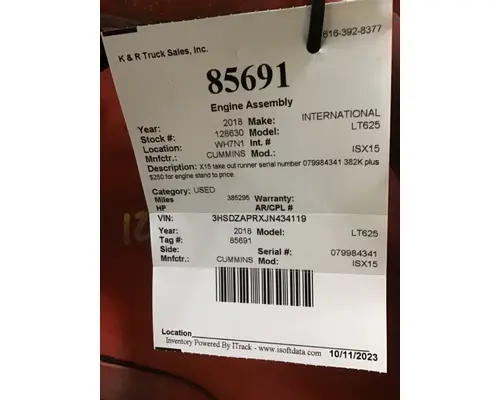 K & R Truck Sales, Inc. 616-392-8377
85691
Engine Assembly
Year: 2018 Make: INTERNATIONAL
Stock #: 128630 Model: LT625
Location: WH7N1 Int. #
Mnfctr.: CUMMINS Mod.: ISX15
Description: X15 take out runner serial number 079984341 382K plus
$250 for engine stand to price.
Category: USED
Miles 385295 Warranty:
HP AR/CPL #
VIN: 3HSDZAPRXJN434119
Year: 2018 Model: LT625
Tag #: 85691
Side: Serial #: 079984341
Mnfctr: CUMMINS Mod: ISX15
Location
Inventory Powered By ITrack - www.isoftdata.com 10/11/2023